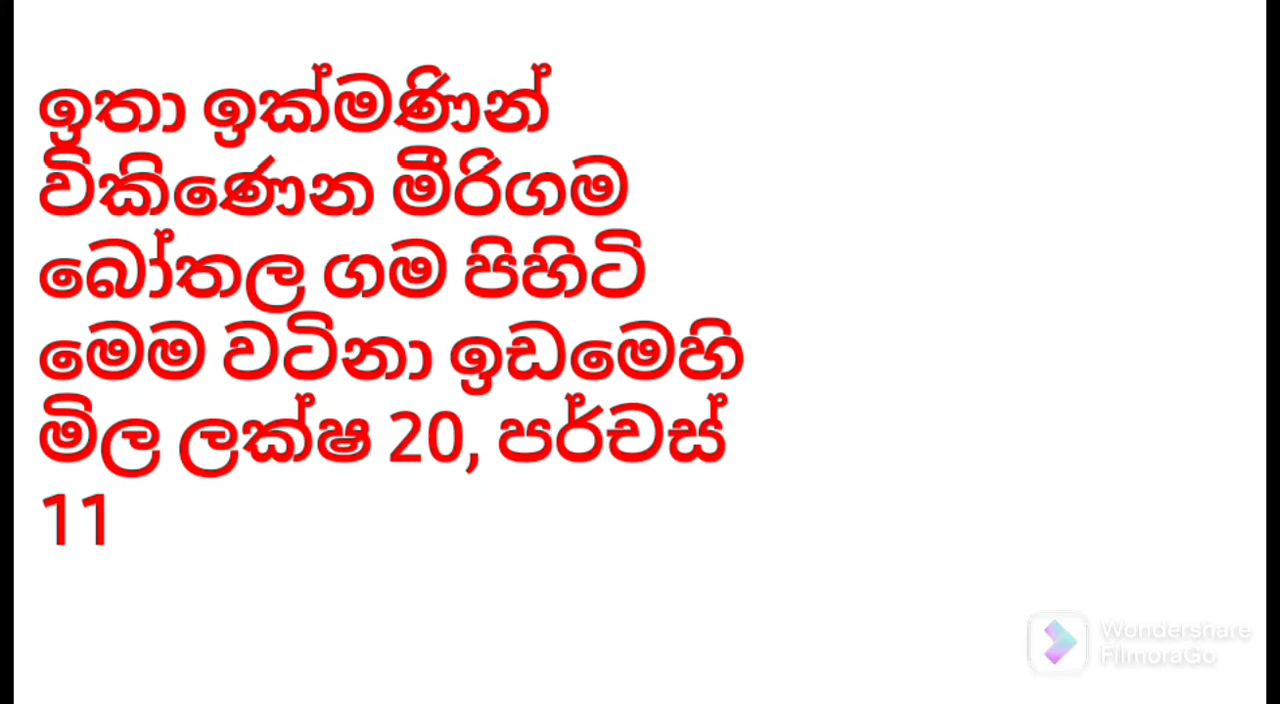 ඉතා ඉක්මණින්
විකිණෙන මීරිගම
බෝතල ගම පිහිටි
මෙම වටිනා ඉඩමෙහි
මිල ලක්ෂ 20, පර්චස්
11
Wondershare
FilmoraGo